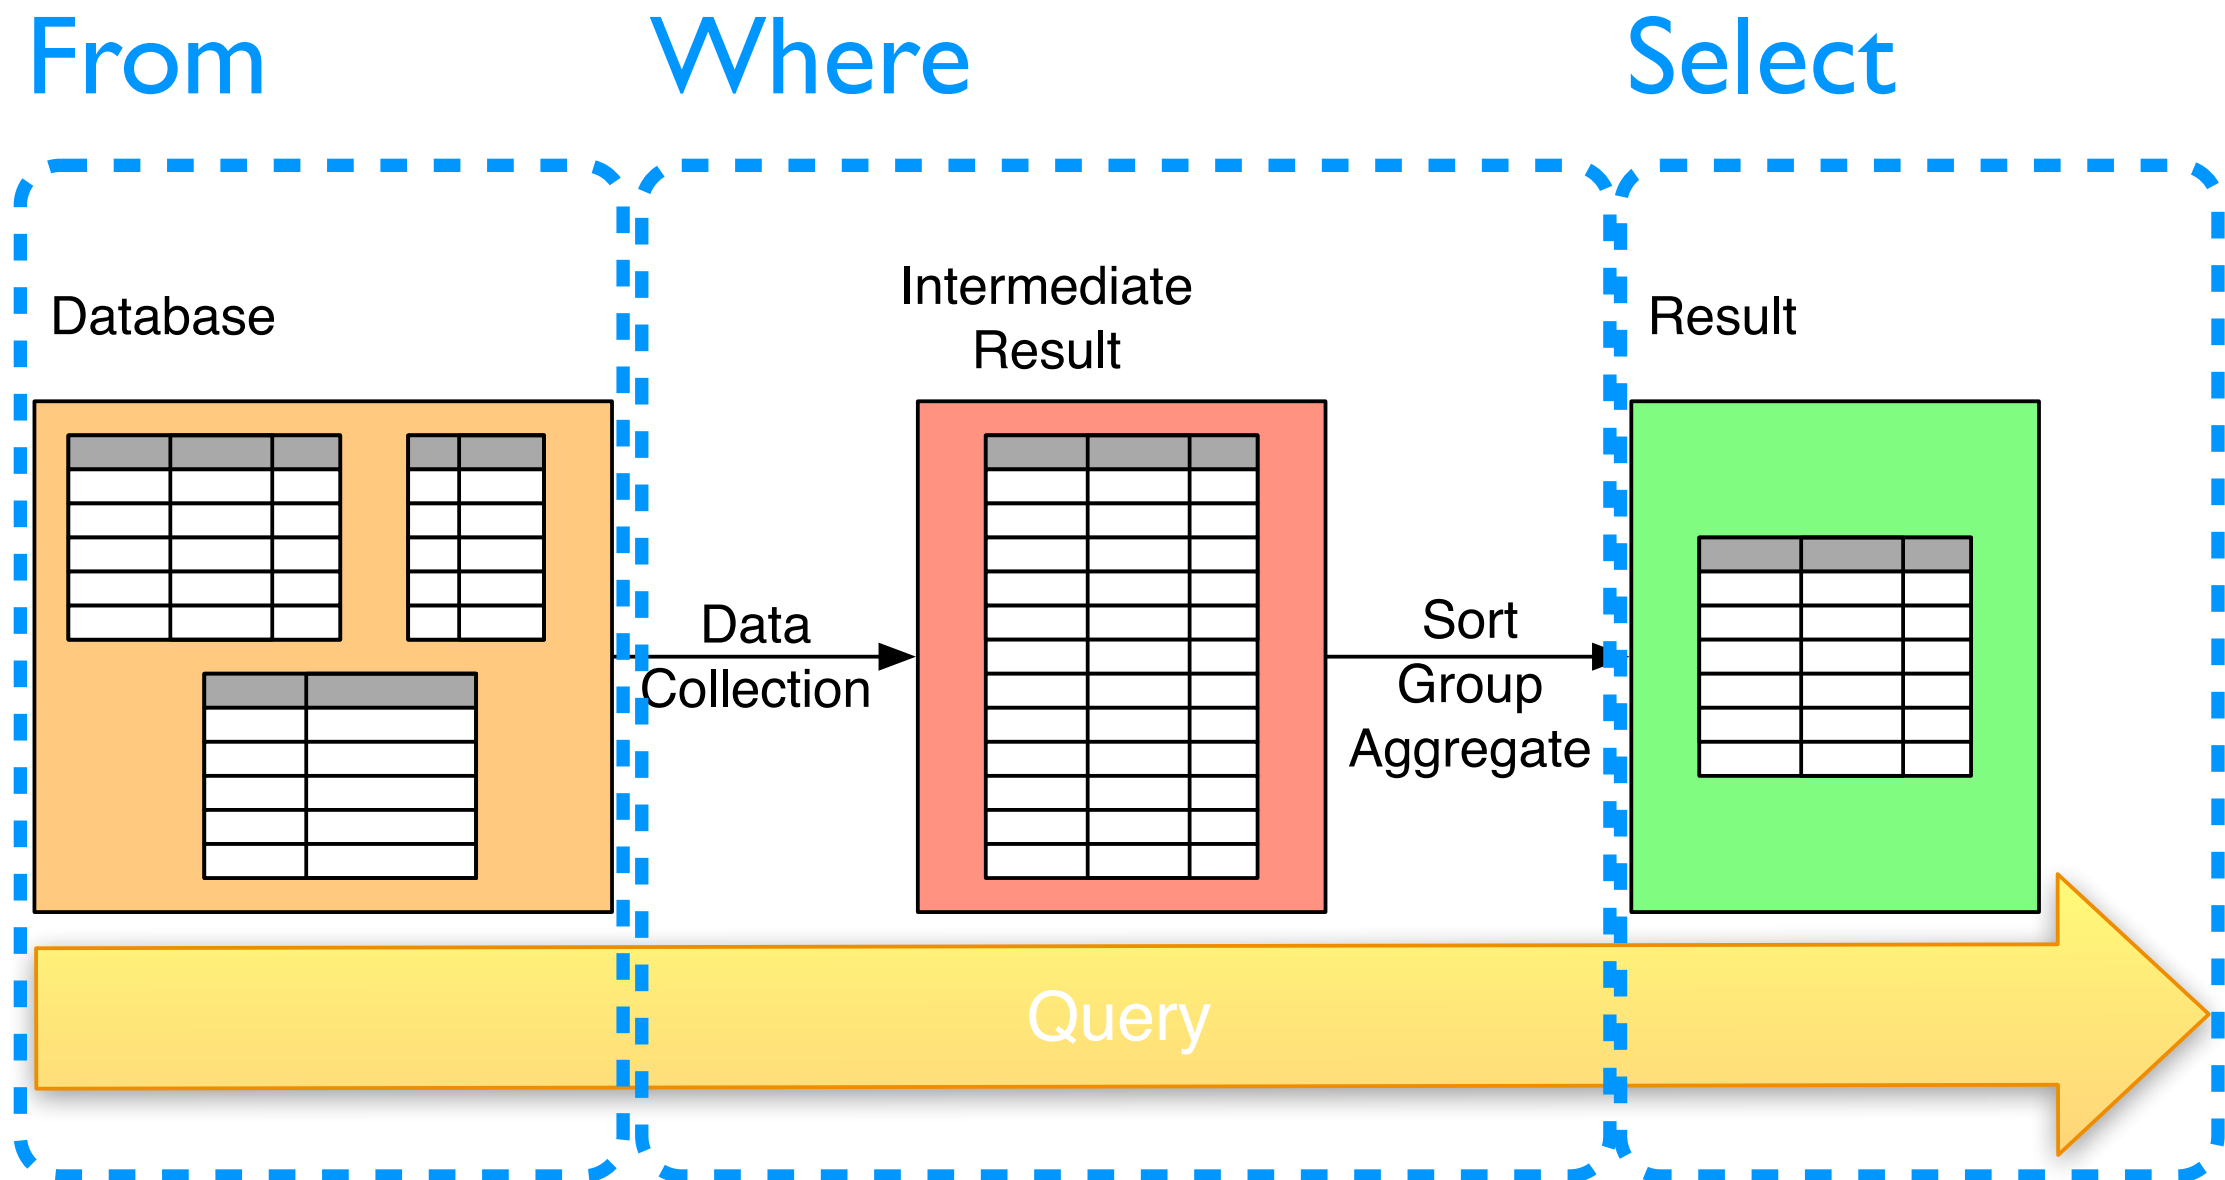 From
Where
Select
Database
Intermediate
Result
Result
Data
Collection
Sort
Group
Aggregate
Query